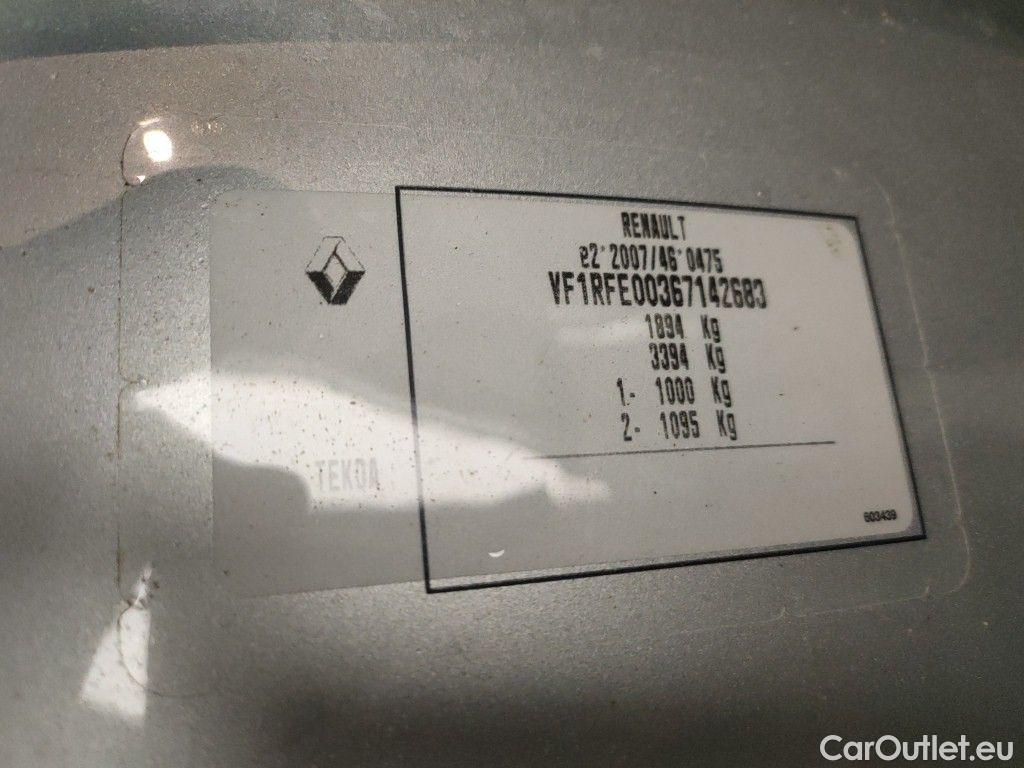 RENAULT
e2*2007/46*0475
VF1RFE00367142683
1894 Kg
3394 Kg
1- 1000 Kg
2- 1095 Kg
TEKOA
603439
CarOutlet.eu